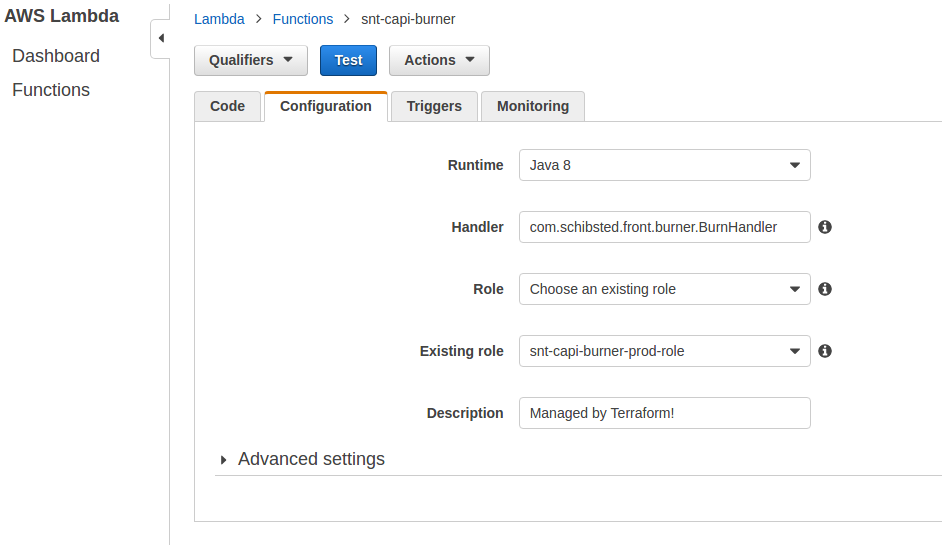 AWS Lambda
Dashboard
Functions
Lambda > Functions > snt-capi-burner
Qualifiers Test Actions
Code Configuration Triggers Monitoring
Runtime Java 8
Handler com.schibsted.front.burner.BurnHandler
Role Choose an existing role
Existing role snt-capi-burner-prod-role
Description Managed by Terraform!
Advanced settings